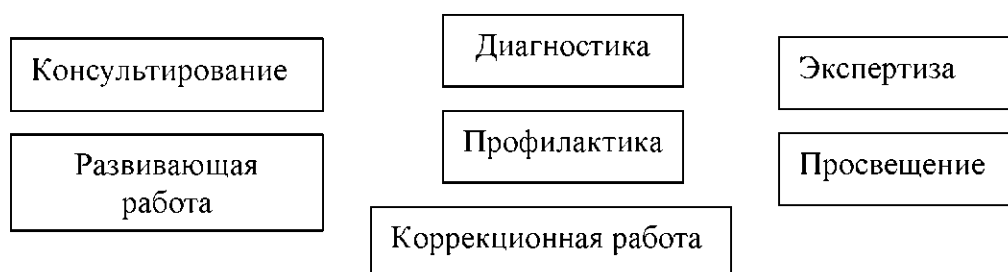 Диагностика
Консультирование
Экспертиза
Профилактика
Развивающая
работа
Просвещение
Коррекционная работа